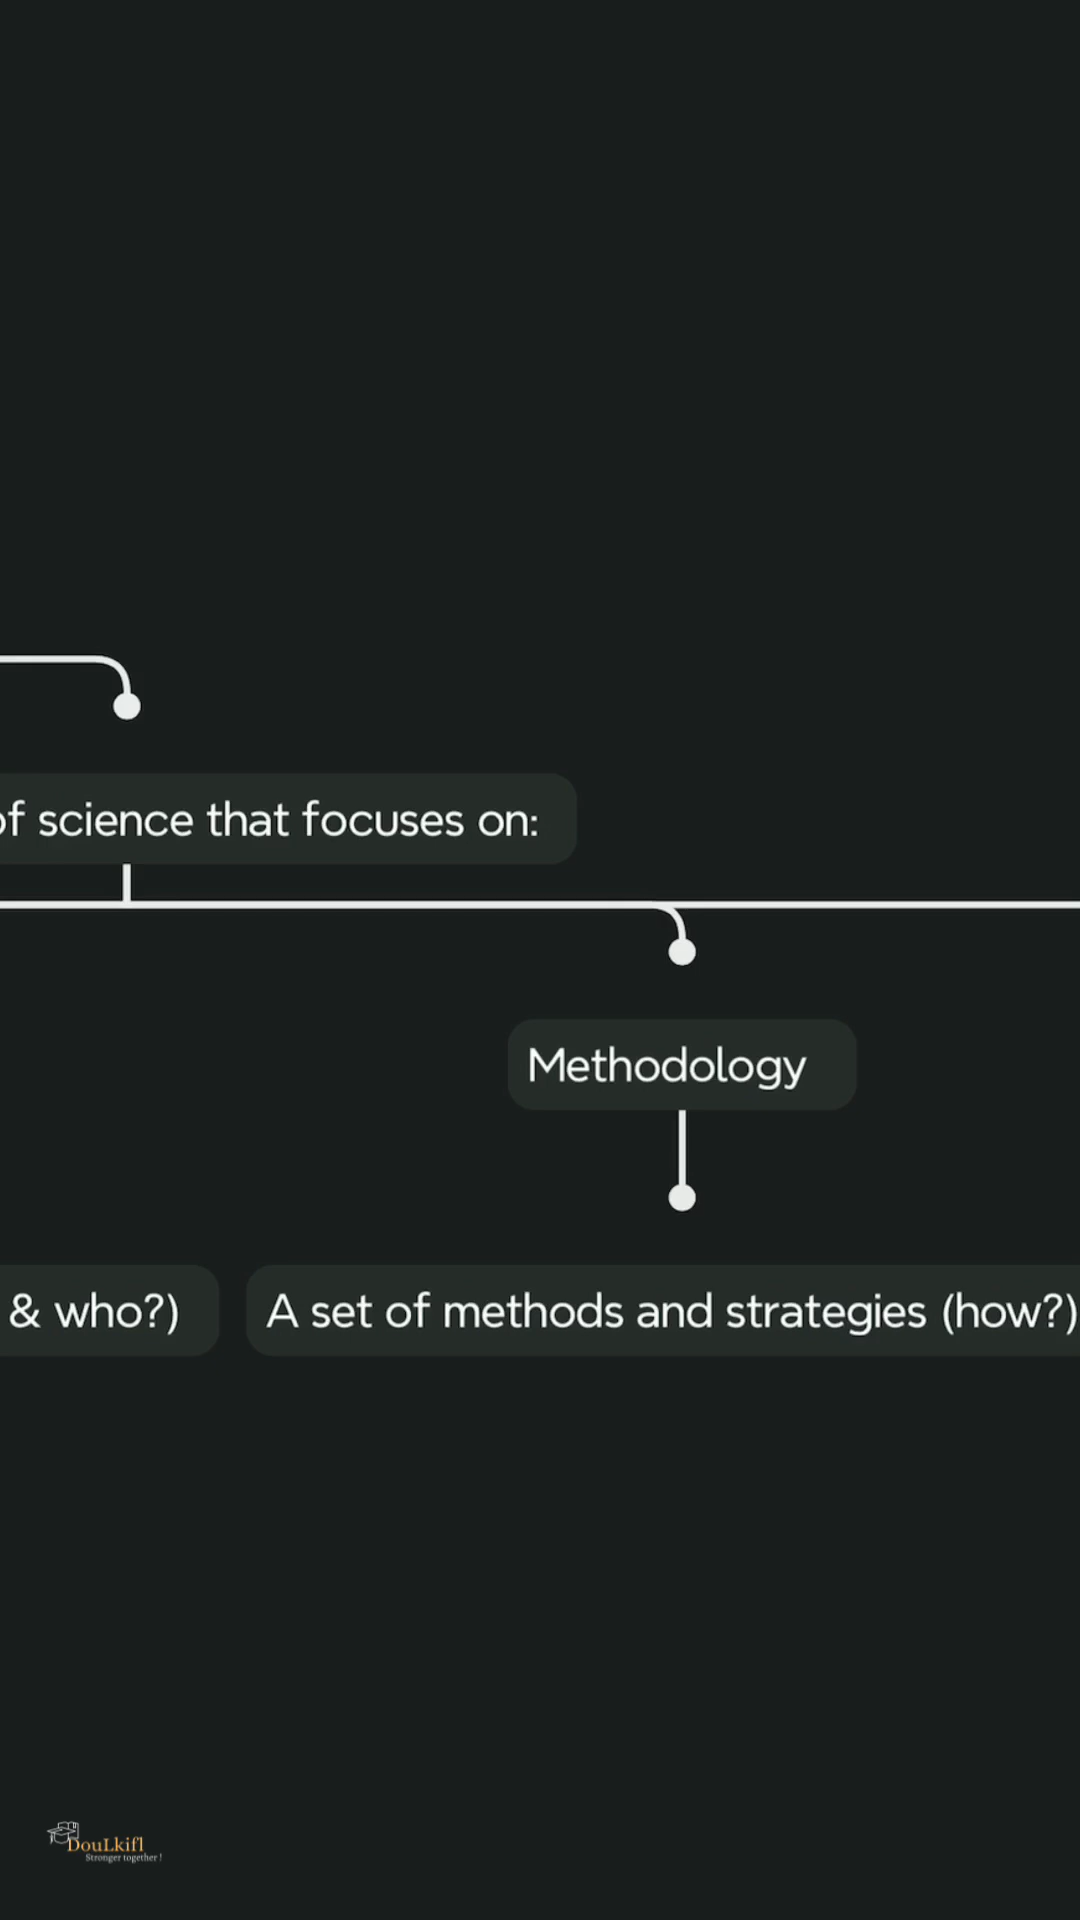 of science that focuses on:
Methodology
& who?)
A set of methods and strategies (how?)
DouLkifl
Stronger together !